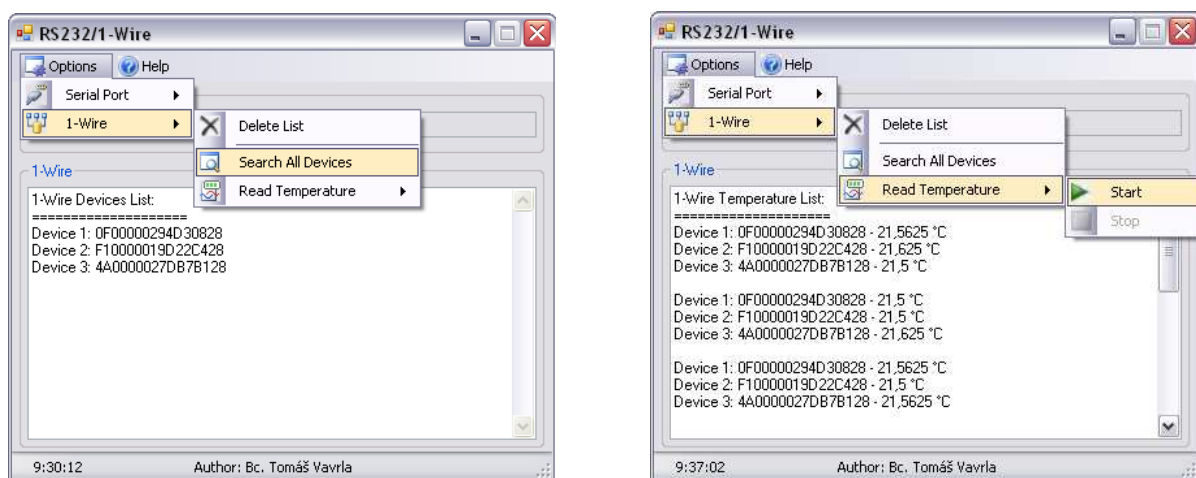 RS232/1-Wire
Options Help
Serial Port
1-Wire
Delete List
Search All Devices
Read Temperature
1-Wire
1-Wire Devices List:
====================
Device 1: 0F00000294D30828
Device 2: F10000019D22C428
Device 3: 4A0000027DB7B128
9:30:12 Author: Bc. Tomáš Vavrla
RS232/1-Wire
Options Help
Serial Port
1-Wire
Delete List
Search All Devices
Read Temperature
Start
Stop
1-Wire
1-Wire Temperature List:
====================
Device 1: 0F00000294D30828 - 21,5625 °C
Device 2: F10000019D22C428 - 21,625 °C
Device 3: 4A0000027DB7B128 - 21,5 °C
Device 1: 0F00000294D30828 - 21,5 °C
Device 2: F10000019D22C428 - 21,5 °C
Device 3: 4A0000027DB7B128 - 21,625 °C
Device 1: 0F00000294D30828 - 21,5625 °C
Device 2: F10000019D22C428 - 21,5 °C
Device 3: 4A0000027DB7B128 - 21,5625 °C
9:37:02 Author: Bc. Tomáš Vavrla